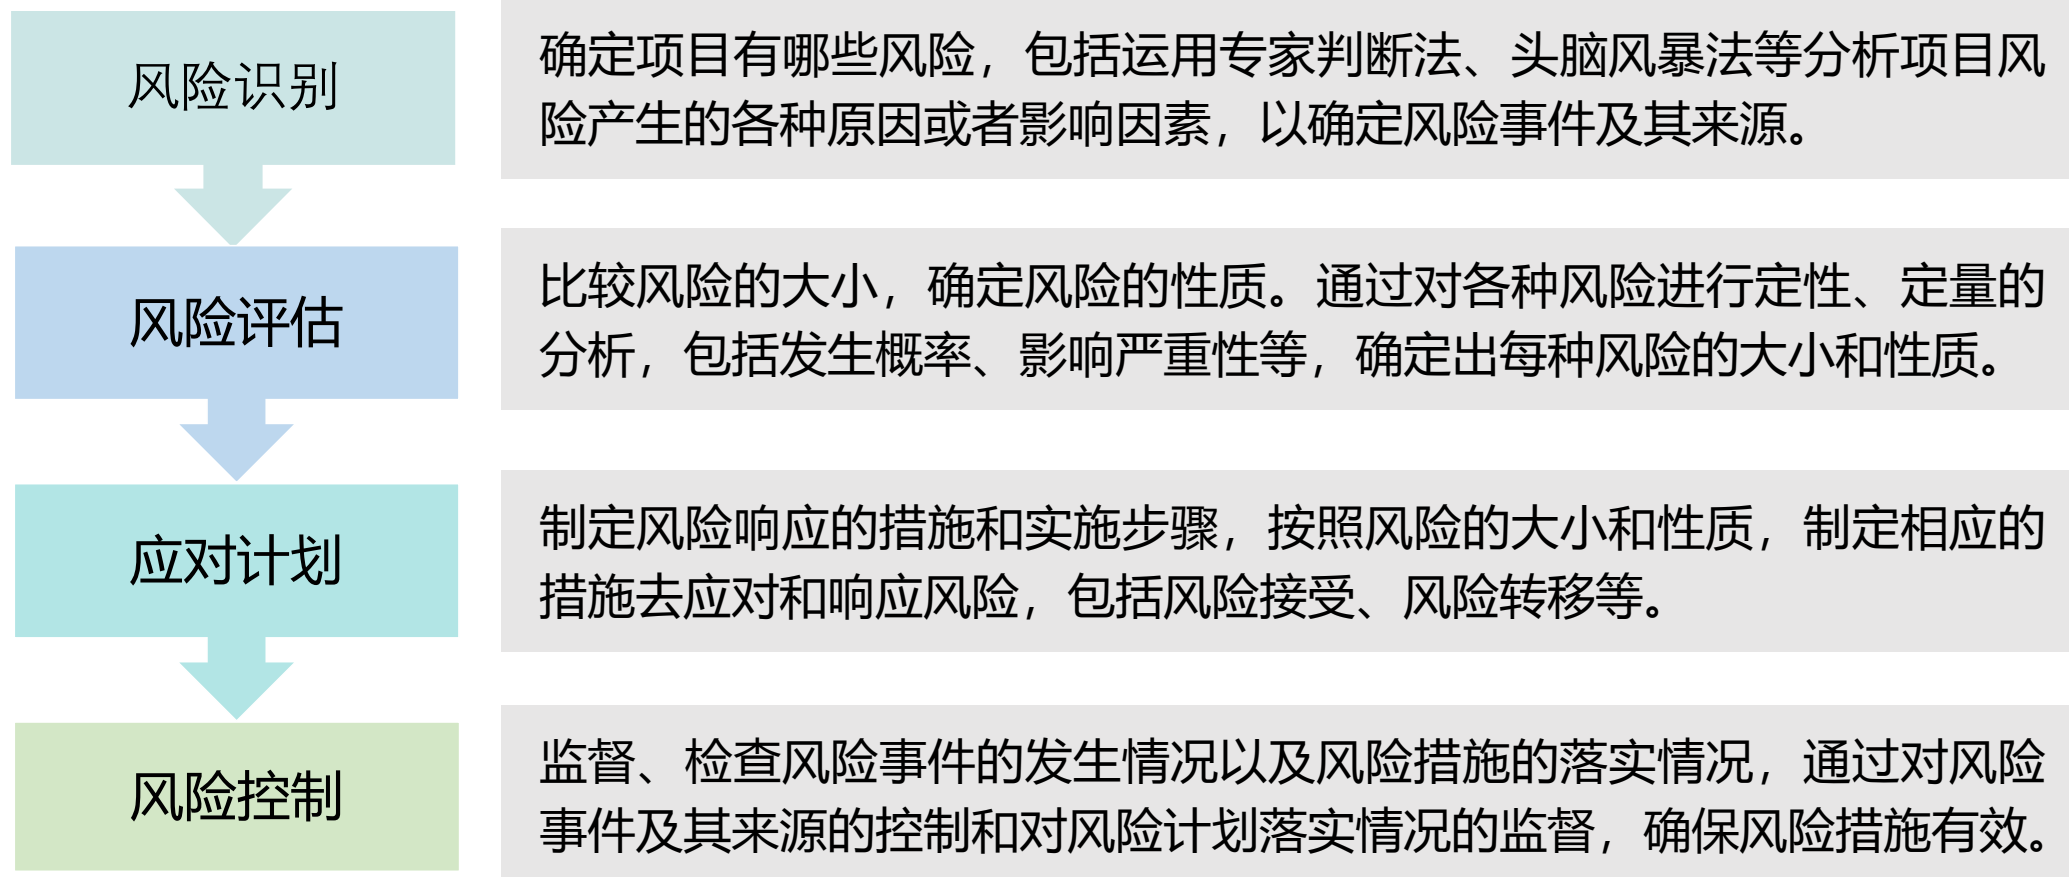 风险识别
确定项目有哪些风险，包括运用专家判断法、头脑风暴法等分析项目风
险产生的各种原因或者影响因素，以确定风险事件及其来源。
风险评估
比较风险的大小，确定风险的性质。通过对各种风险进行定性、定量的
分析，包括发生概率、影响严重性等，确定出每种风险的大小和性质。
应对计划
制定风险响应的措施和实施步骤，按照风险的大小和性质，制定相应的
措施去应对和响应风险，包括风险接受、风险转移等。
风险控制
监督、检查风险事件的发生情况以及风险措施的落实情况，通过对风险
事件及其来源的控制和对风险计划落实情况的监督，确保风险措施有效。